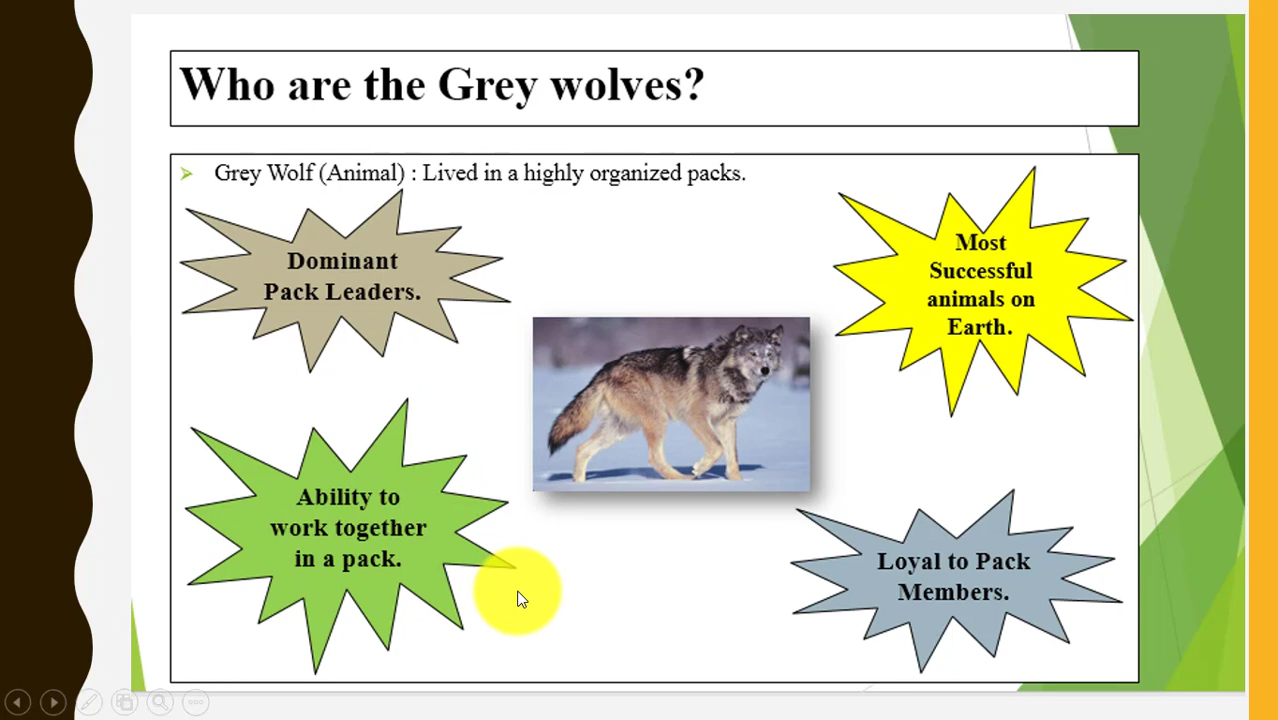 Who are the Grey wolves?
Grey Wolf (Animal) : Lived in a highly organized packs.
Dominant
Pack Leaders.
Most
Successful
animals on
Earth.
Ability to
work together
in a pack.
Loyal to Pack
Members.